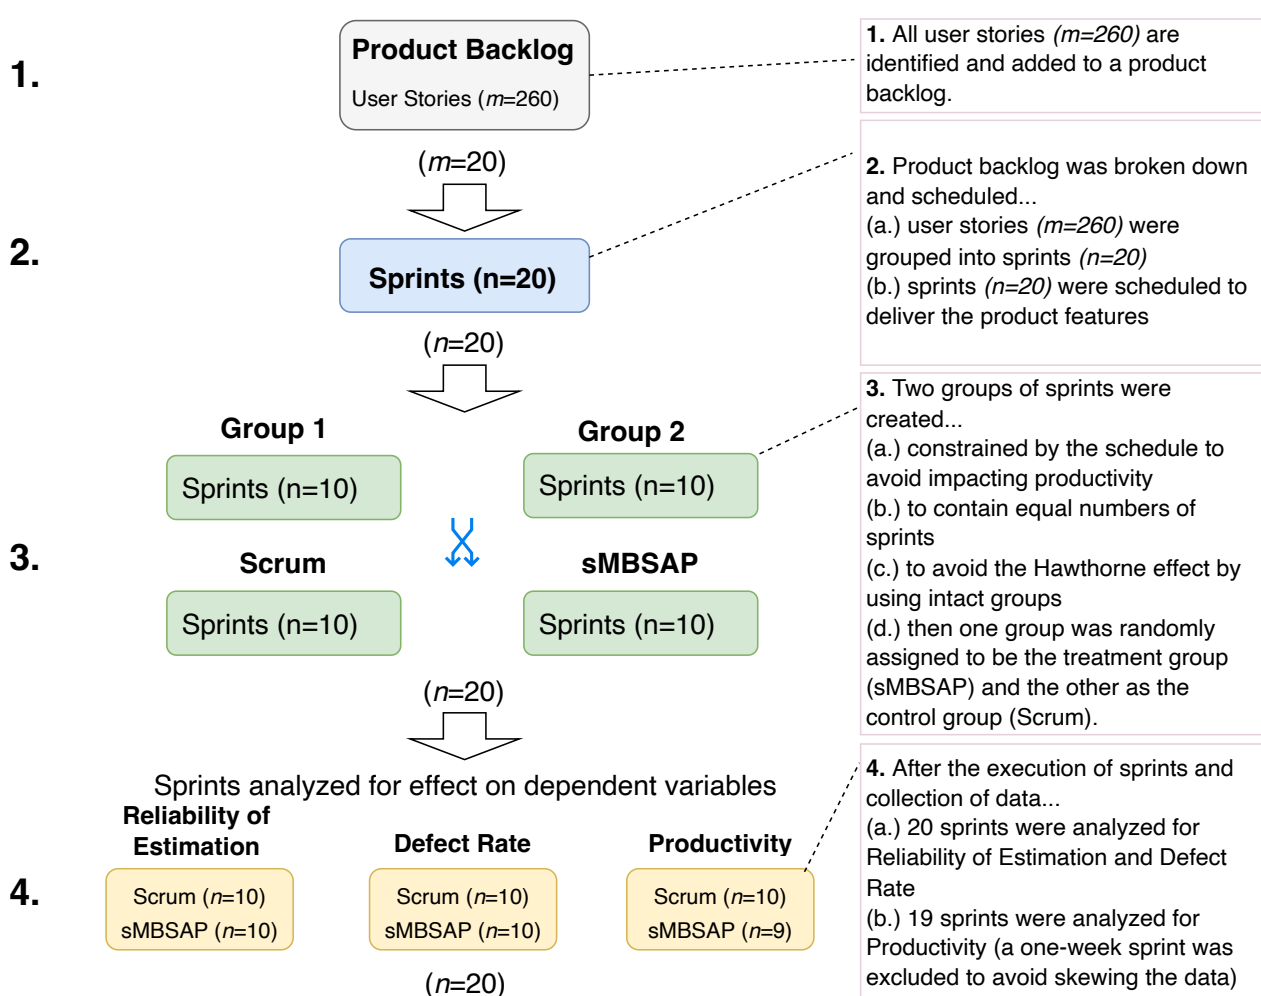 1.
Product Backlog
User Stories (m=260)
1. All user stories (m=260) are
identified and added to a product
backlog.
(m=20)
2.
Sprints (n=20)
2. Product backlog was broken down
and scheduled...
(a.) user stories (m=260) were
grouped into sprints (n=20)
(b.) sprints (n=20) were scheduled to
deliver the product features
(n=20)
3.
Group 1
Sprints (n=10)
Group 2
Sprints (n=10)
Scrum
Sprints (n=10)
sMBSAP
Sprints (n=10)
3. Two groups of sprints were
created...
(a.) constrained by the schedule to
avoid impacting productivity
(b.) to contain equal numbers of
sprints
(c.) to avoid the Hawthorne effect by
using intact groups
(d.) then one group was randomly
assigned to be the treatment group
(sMBSAP) and the other as the
control group (Scrum).
(n=20)
Sprints analyzed for effect on dependent variables
4.
Reliability of
Estimation
Scrum (n=10)
sMBSAP (n=10)
Defect Rate
Scrum (n=10)
sMBSAP (n=10)
Productivity
Scrum (n=10)
sMBSAP (n=9)
(n=20)
4. After the execution of sprints and
collection of data...
(a.) 20 sprints were analyzed for
Reliability of Estimation and Defect
Rate
(b.) 19 sprints were analyzed for
Productivity (a one-week sprint was
excluded to avoid skewing the data)